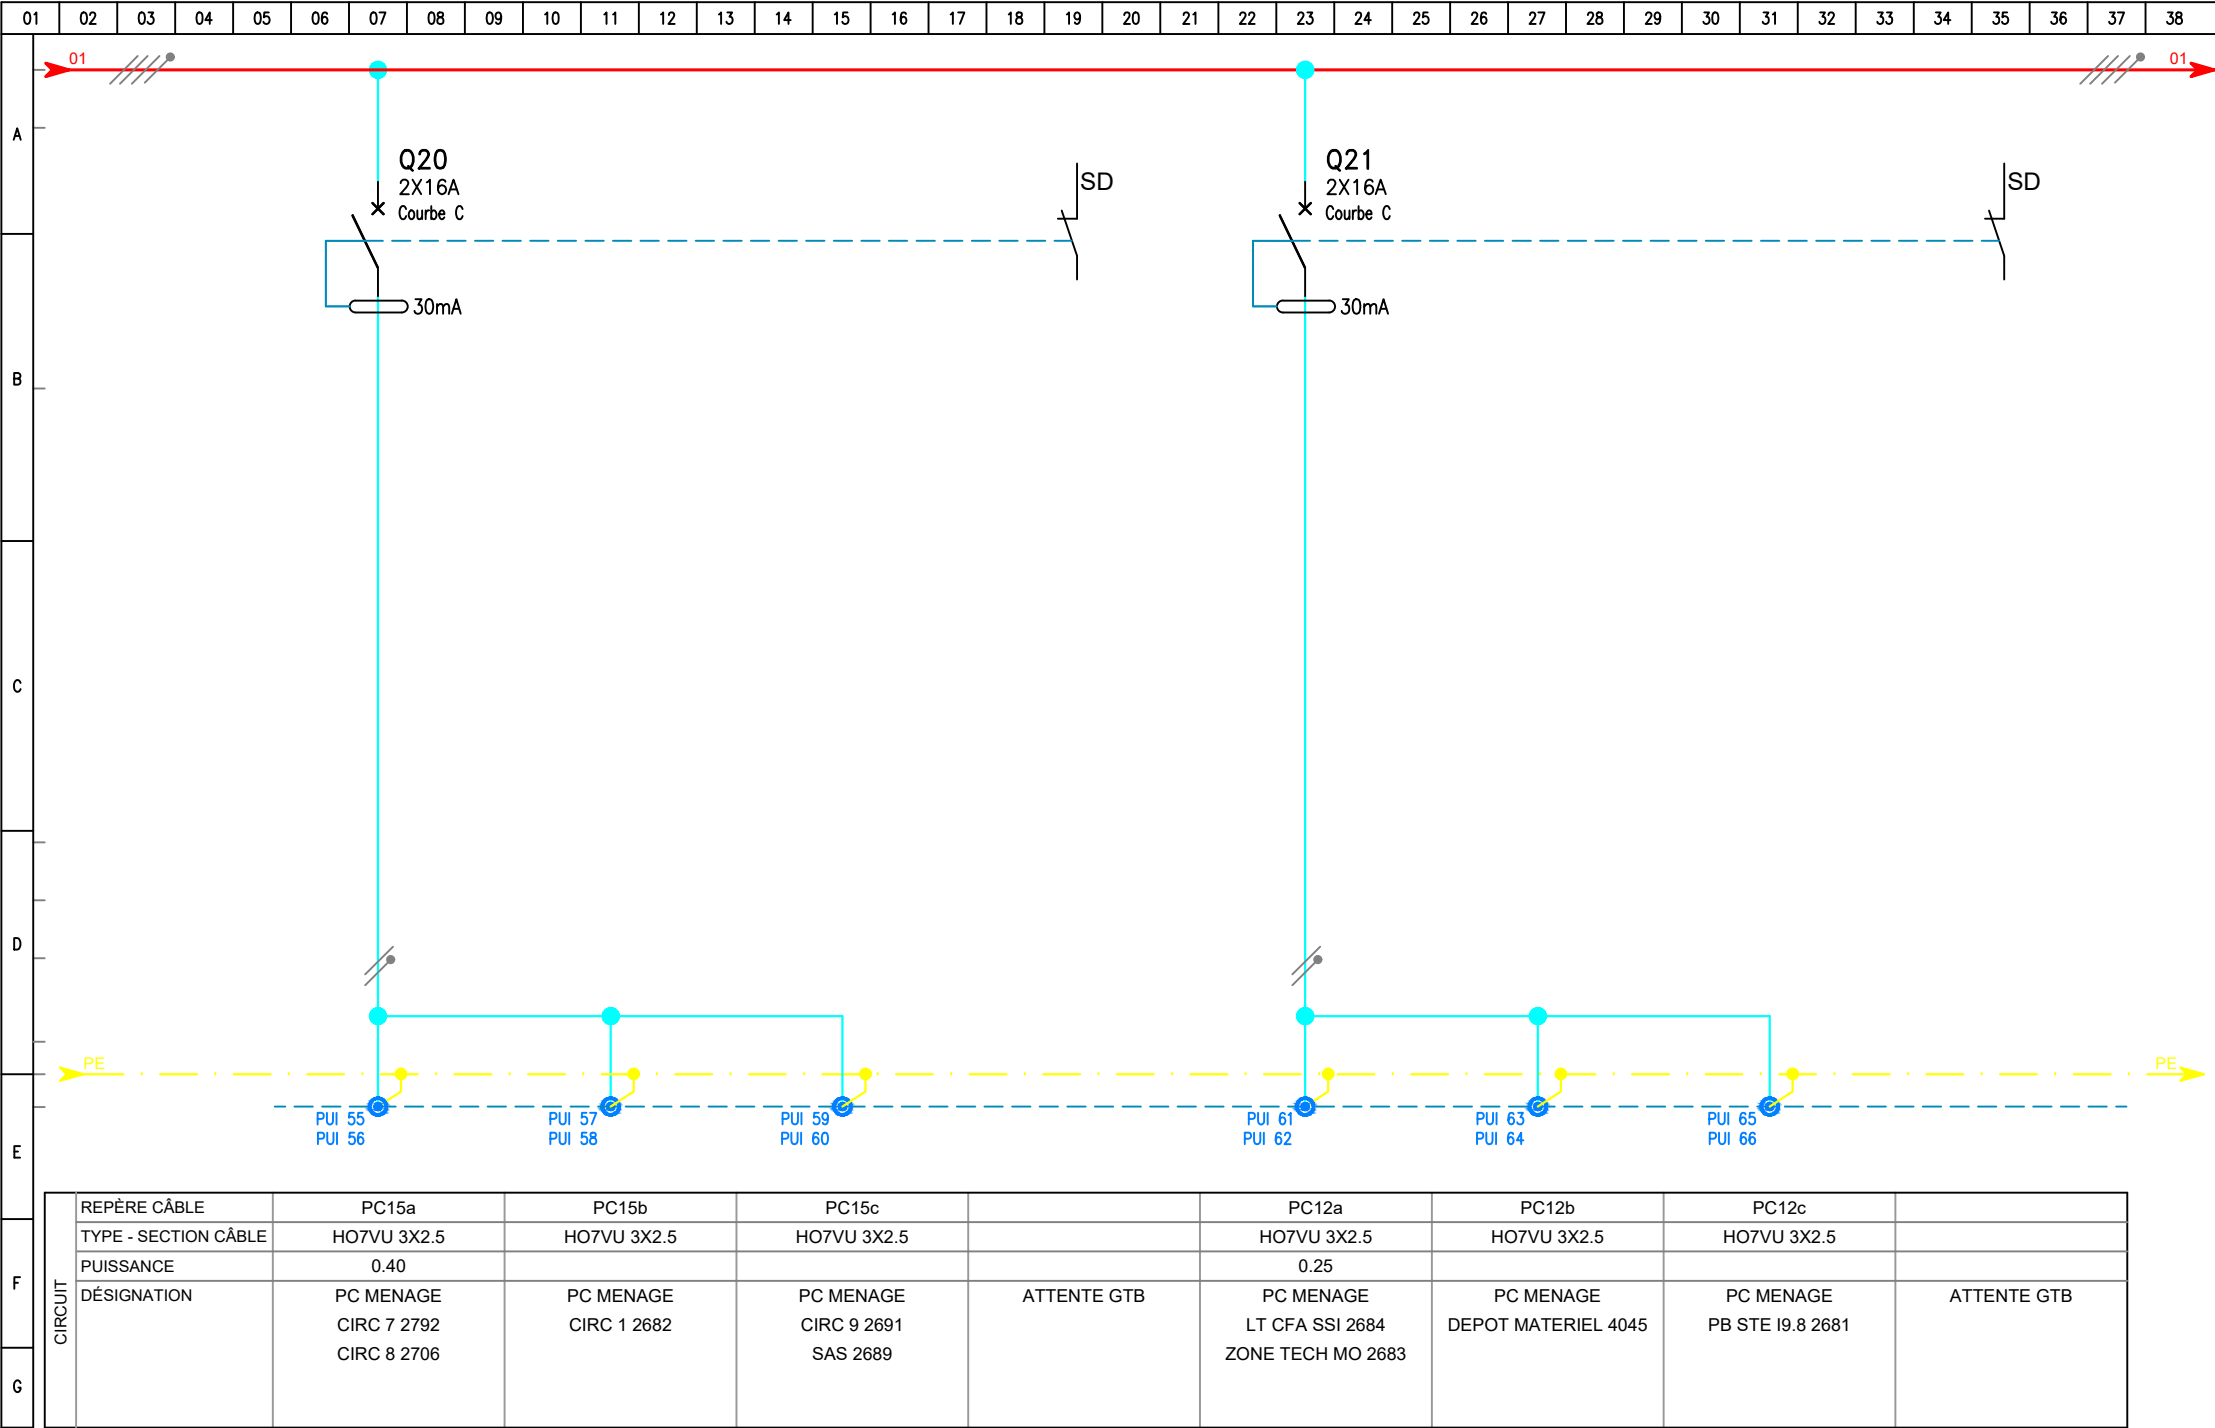 01 02 03 04 05 06 07 08 09 10 11 12 13 14 15 16 17 18 19 20 21 22 23 24 25 26 27 28 29 30 31 32 33 34 35 36 37 38
01 01
A
Q20 Q21
2X16A SD 2X16A SD
Courbe C Courbe C
30mA 30mA
B
C
D
PE PE
PUI 55 PUI 57 PUI 59 PUI 61 PUI 63 PUI 65
PUI 56 PUI 58 PUI 60 PUI 62 PUI 64 PUI 66
E
REPÈRE CÂBLE PC15a PC15b PC15c PC12a PC12b PC12c
TYPE - SECTION CÂBLE HO7VU 3X2.5 HO7VU 3X2.5 HO7VU 3X2.5 HO7VU 3X2.5 HO7VU 3X2.5 HO7VU 3X2.5
PUISSANCE 0.40 0.25
F
CIRCUIT
DÉSIGNATION PC MENAGE PC MENAGE PC MENAGE ATTENTE GTB PC MENAGE PC MENAGE PC MENAGE ATTENTE GTB
CIRC 7 2792 CIRC 1 2682 CIRC 9 2691 LT CFA SSI 2684 DEPOT MATERIEL 4045 PB STE I9.8 2681
CIRC 8 2706 SAS 2689 ZONE TECH MO 2683
G